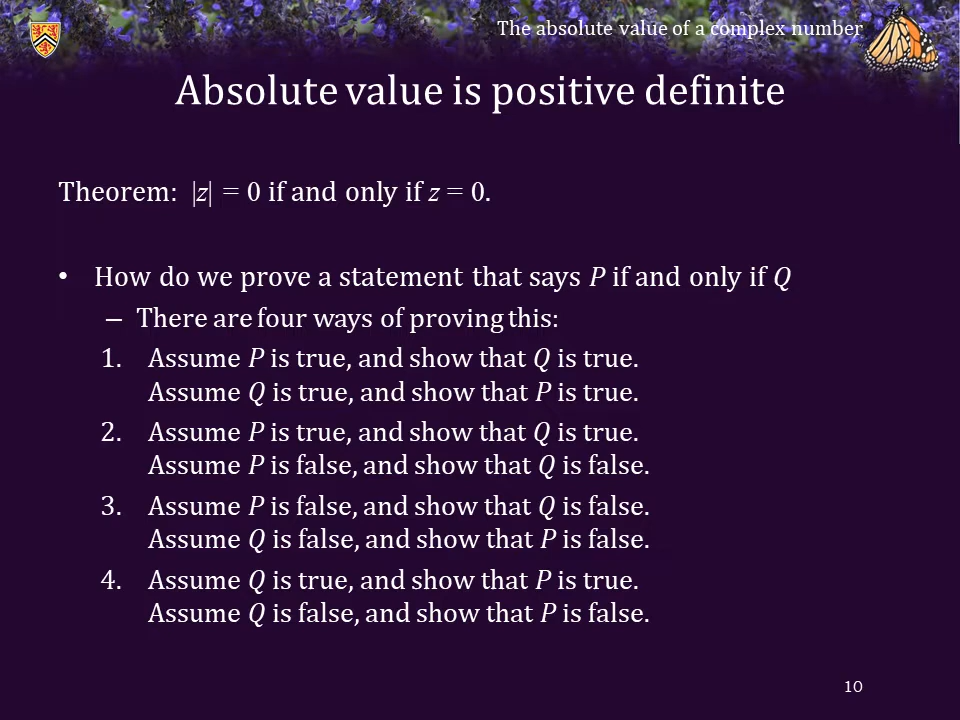 The absolute value of a complex number
Absolute value is positive definite
Theorem: |z| = 0 if and only if z = 0.
• How do we prove a statement that says P if and only if Q
– There are four ways of proving this:
1. Assume P is true, and show that Q is true.
Assume Q is true, and show that P is true.
2. Assume P is true, and show that Q is true.
Assume P is false, and show that Q is false.
3. Assume P is false, and show that Q is false.
Assume Q is false, and show that P is false.
4. Assume Q is true, and show that P is true.
Assume Q is false, and show that P is false.
10